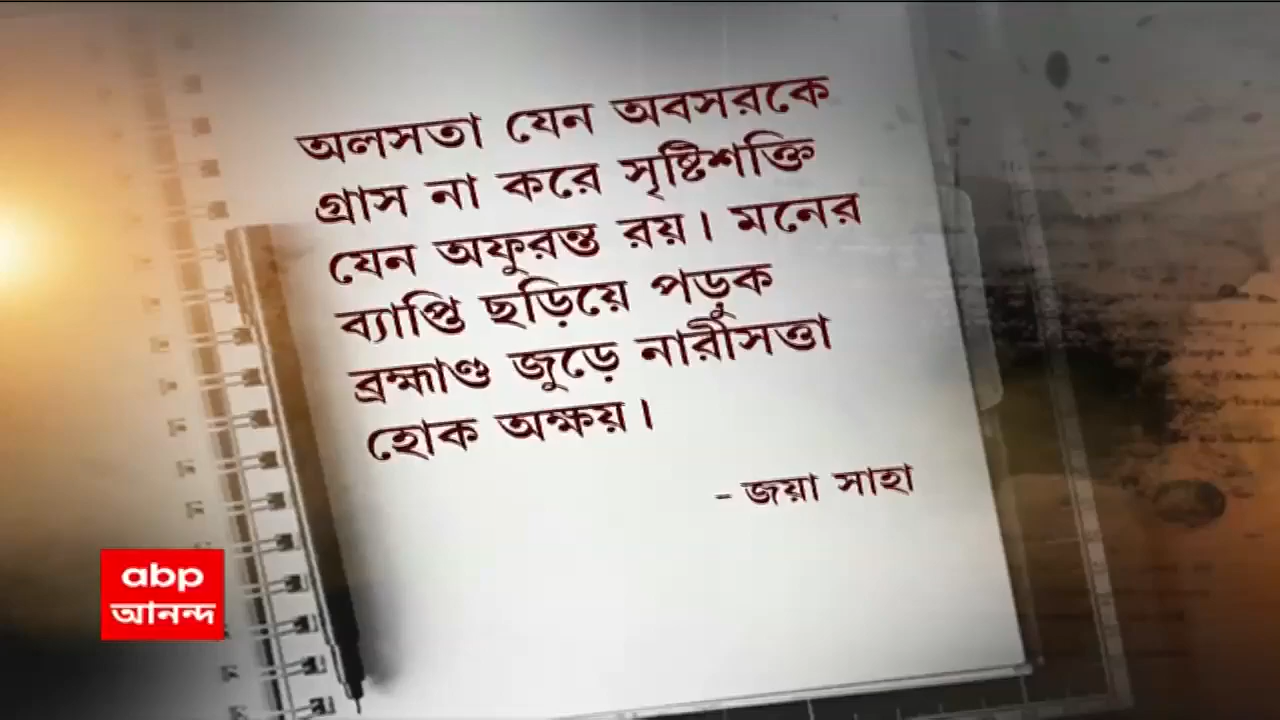 অলসতা যেন অবসরকে
গ্রাস না করে সৃষ্টিশক্তি
যেন অফুরন্ত রয়। মনের
ব্যাপ্তি ছড়িয়ে পড়ুক
ব্রহ্মাণ্ড জুড়ে নারীসত্তা
হোক অক্ষয়।
- জয়া সাহা
abp
আনন্দ